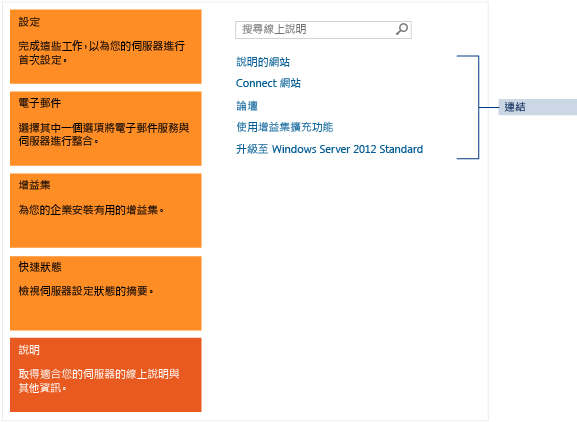 設定
完成這些工作,以為您的伺服器進行
首次設定。
電子郵件
選擇其中一個選項將電子郵件服務與
伺服器進行整合。
增益集
為您的企業安裝有用的增益集。
快速狀態
檢視伺服器設定狀態的摘要。
說明
取得適合您的伺服器的線上說明與
其他資訊。
搜尋線上說明
說明的網站
Connect 網站
論壇
使用增益集擴充功能
升級至 Windows Server 2012 Standard
連結